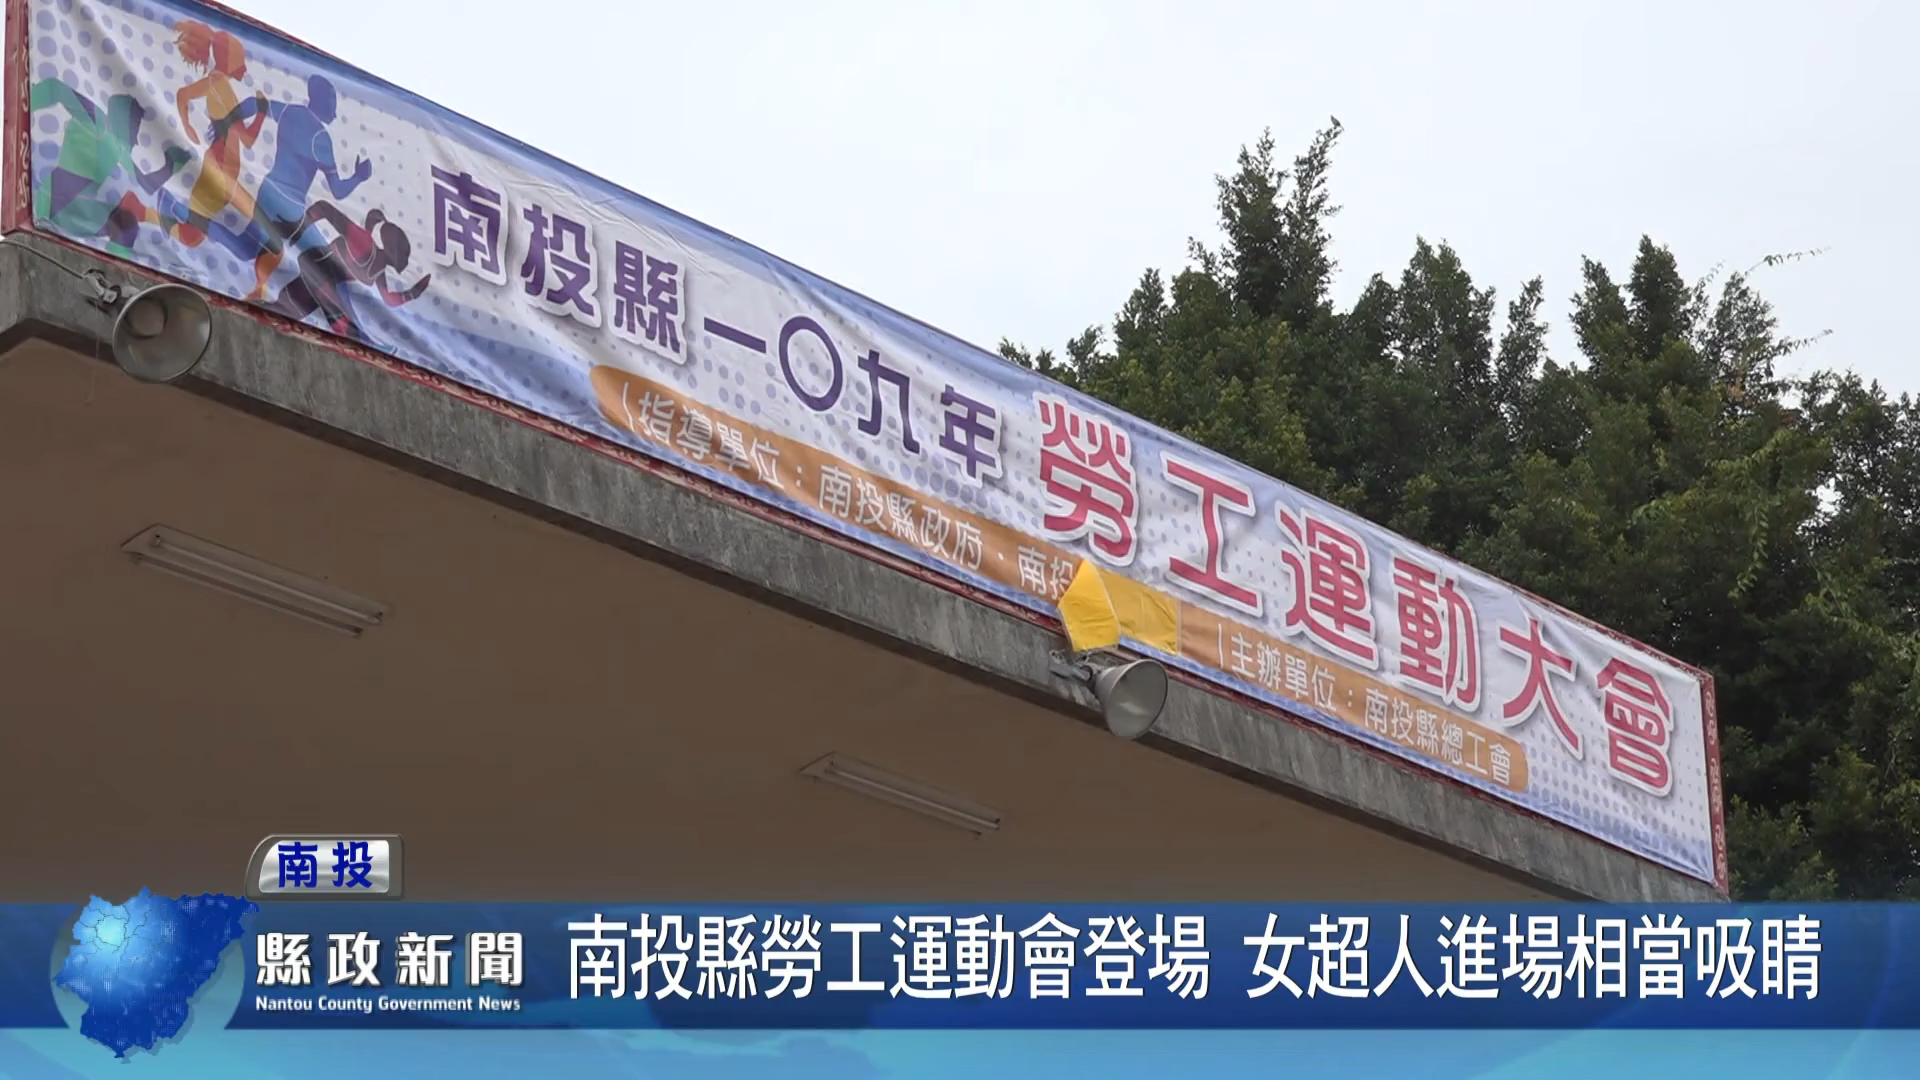 南投縣一〇九年勞工運動大會
指導單位：南投縣政府、南投
主辦單位：南投縣總工會
南投
縣政新聞
Nantou County Government News
南投縣勞工運動會登場 女超人進場相當吸睛